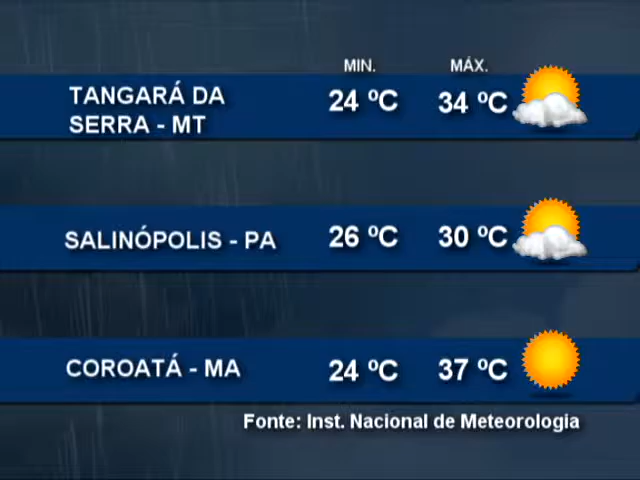 MIN. MÁX.
TANGARÁ DA
SERRA - MT
24 ºC 34 ºC
SALINÓPOLIS - PA 26 ºC 30 ºC
COROATÁ - MA 24 ºC 37 ºC
Fonte: Inst. Nacional de Meteorologia